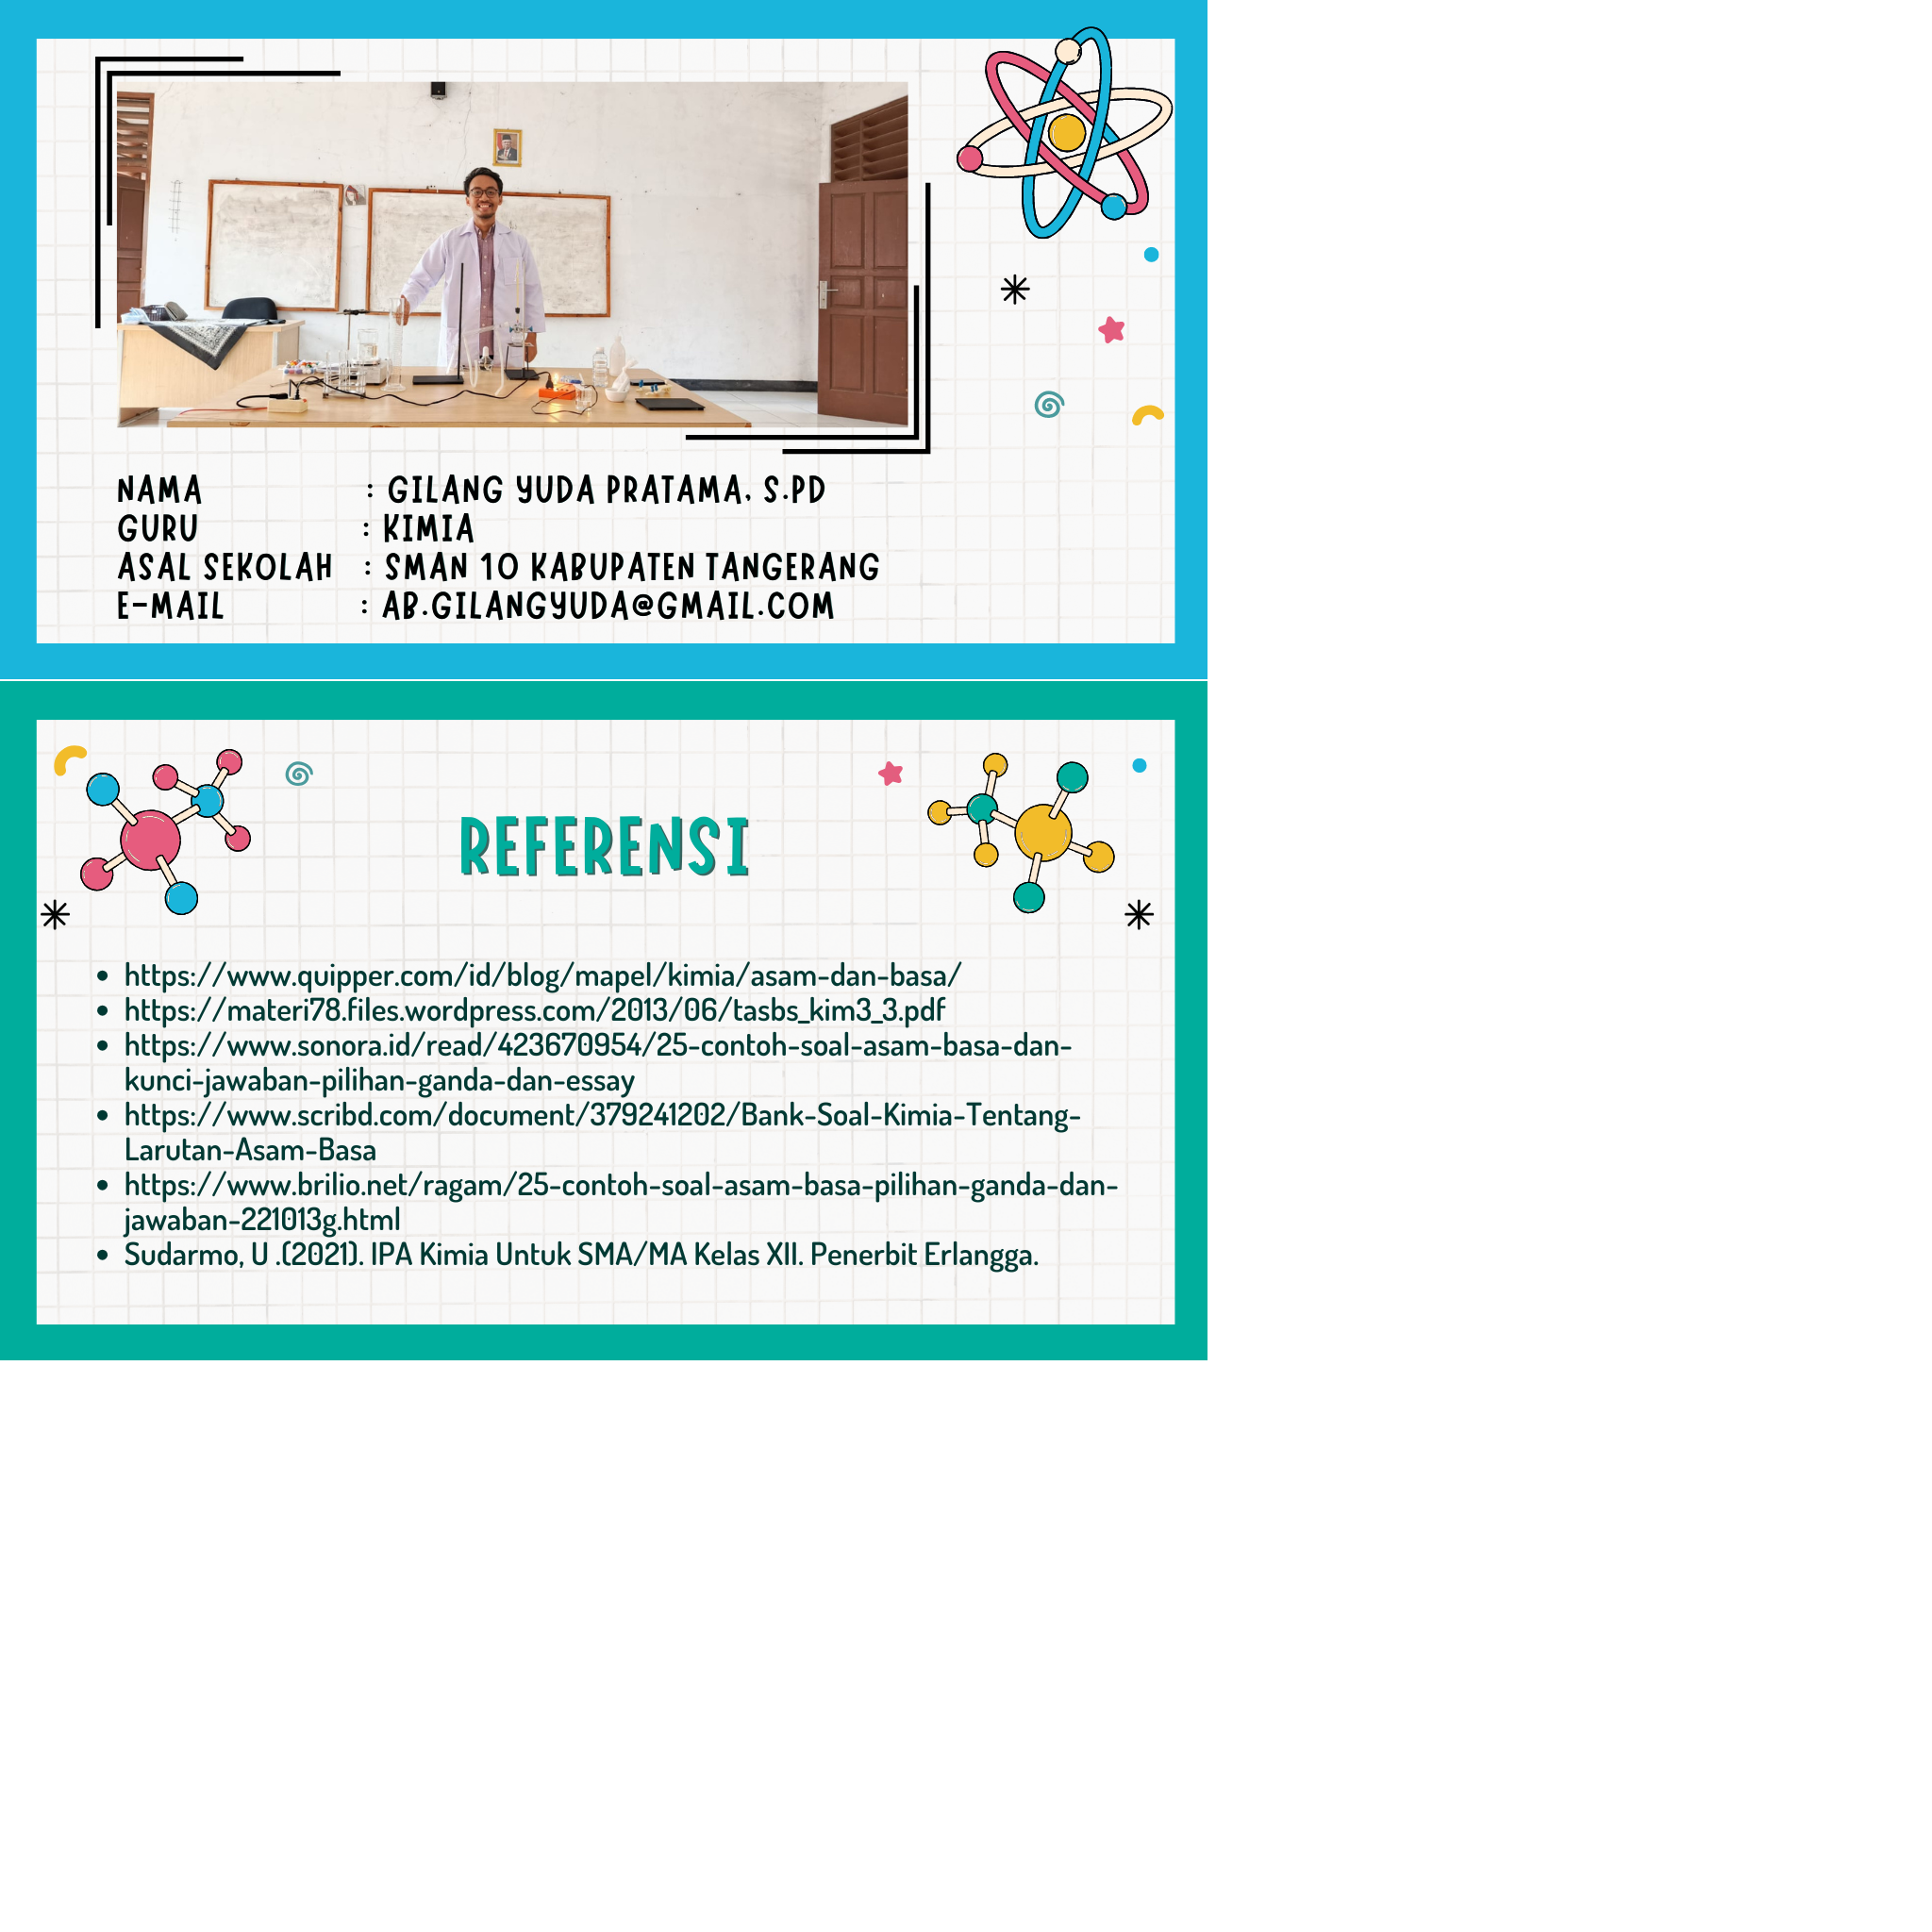 NAMA : GILANG YUDA PRATAMA, S.PD
GURU : KIMIA
ASAL SEKOLAH : SMAN 10 KABUPATEN TANGERANG
E-MAIL : AB.GILANGYUDA@GMAIL.COM
REFERENSI
• https://www.quipper.com/id/blog/mapel/kimia/asam-dan-basa/
• https://materi78.files.wordpress.com/2013/06/tasbs_kim3_3.pdf
• https://www.sonora.id/read/423670954/25-contoh-soal-asam-basa-dan-
kunci-jawaban-pilihan-ganda-dan-essay
• https://www.scribd.com/document/379241202/Bank-Soal-Kimia-Tentang-
Larutan-Asam-Basa
• https://www.brilio.net/ragam/25-contoh-soal-asam-basa-pilihan-ganda-dan-
jawaban-221013g.html
• Sudarmo, U .(2021). IPA Kimia Untuk SMA/MA Kelas XII. Penerbit Erlangga.